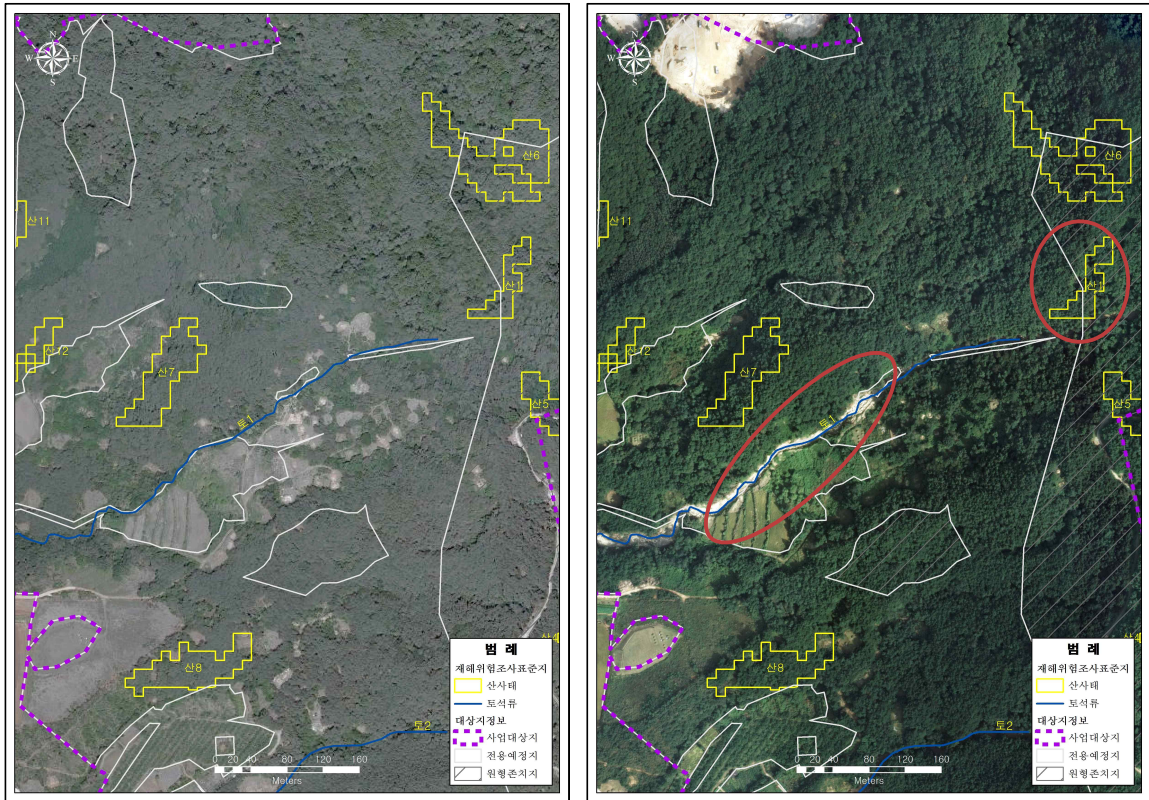 N
W E
S
산6
산11
산1
산12
산7
산5
토1
산8
산4
토2
범 례
재해위험조사표준지
산사태
토석류
대상지정보
사업대상지
전용예정지
원형존치지
0 20 40 80 120 160
Meters
N
W E
S
산6
산11
산1
산12
산7
산5
토1
산8
산4
토2
범 례
재해위험조사표준지
산사태
토석류
대상지정보
사업대상지
전용예정지
원형존치지
0 20 40 80 120 160
Meters